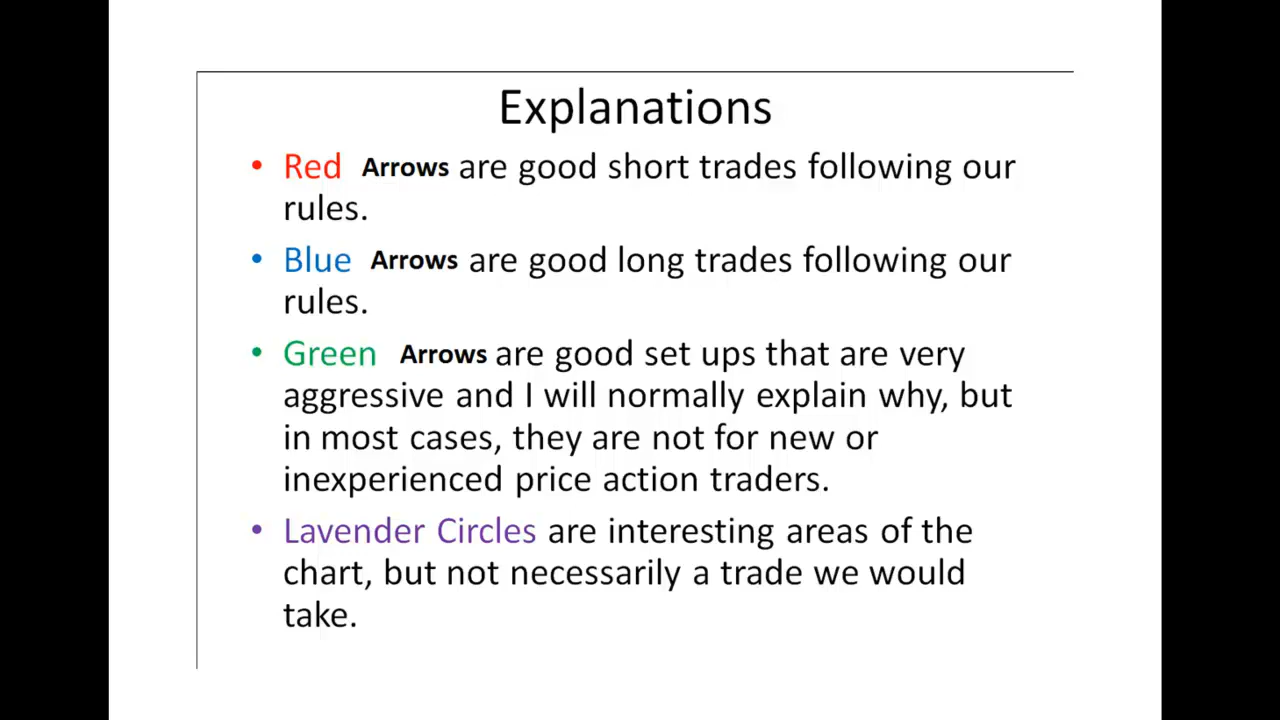 Explanations
• Red Arrows are good short trades following our
rules.
• Blue Arrows are good long trades following our
rules.
• Green Arrows are good set ups that are very
aggressive and I will normally explain why, but
in most cases, they are not for new or
inexperienced price action traders.
• Lavender Circles are interesting areas of the
chart, but not necessarily a trade we would
take.